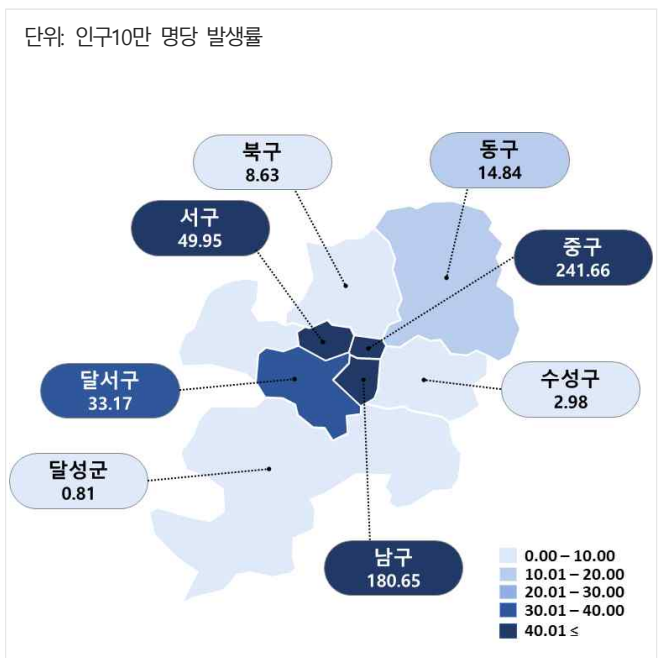 단위: 인구10만 명당 발생률
북구
8.63
동구
14.84
서구
49.95
중구
241.66
달서구
33.17
수성구
2.98
달성군
0.81
남구
180.65
0.00 – 10.00
10.01 – 20.00
20.01 – 30.00
30.01 – 40.00
40.01 ≤